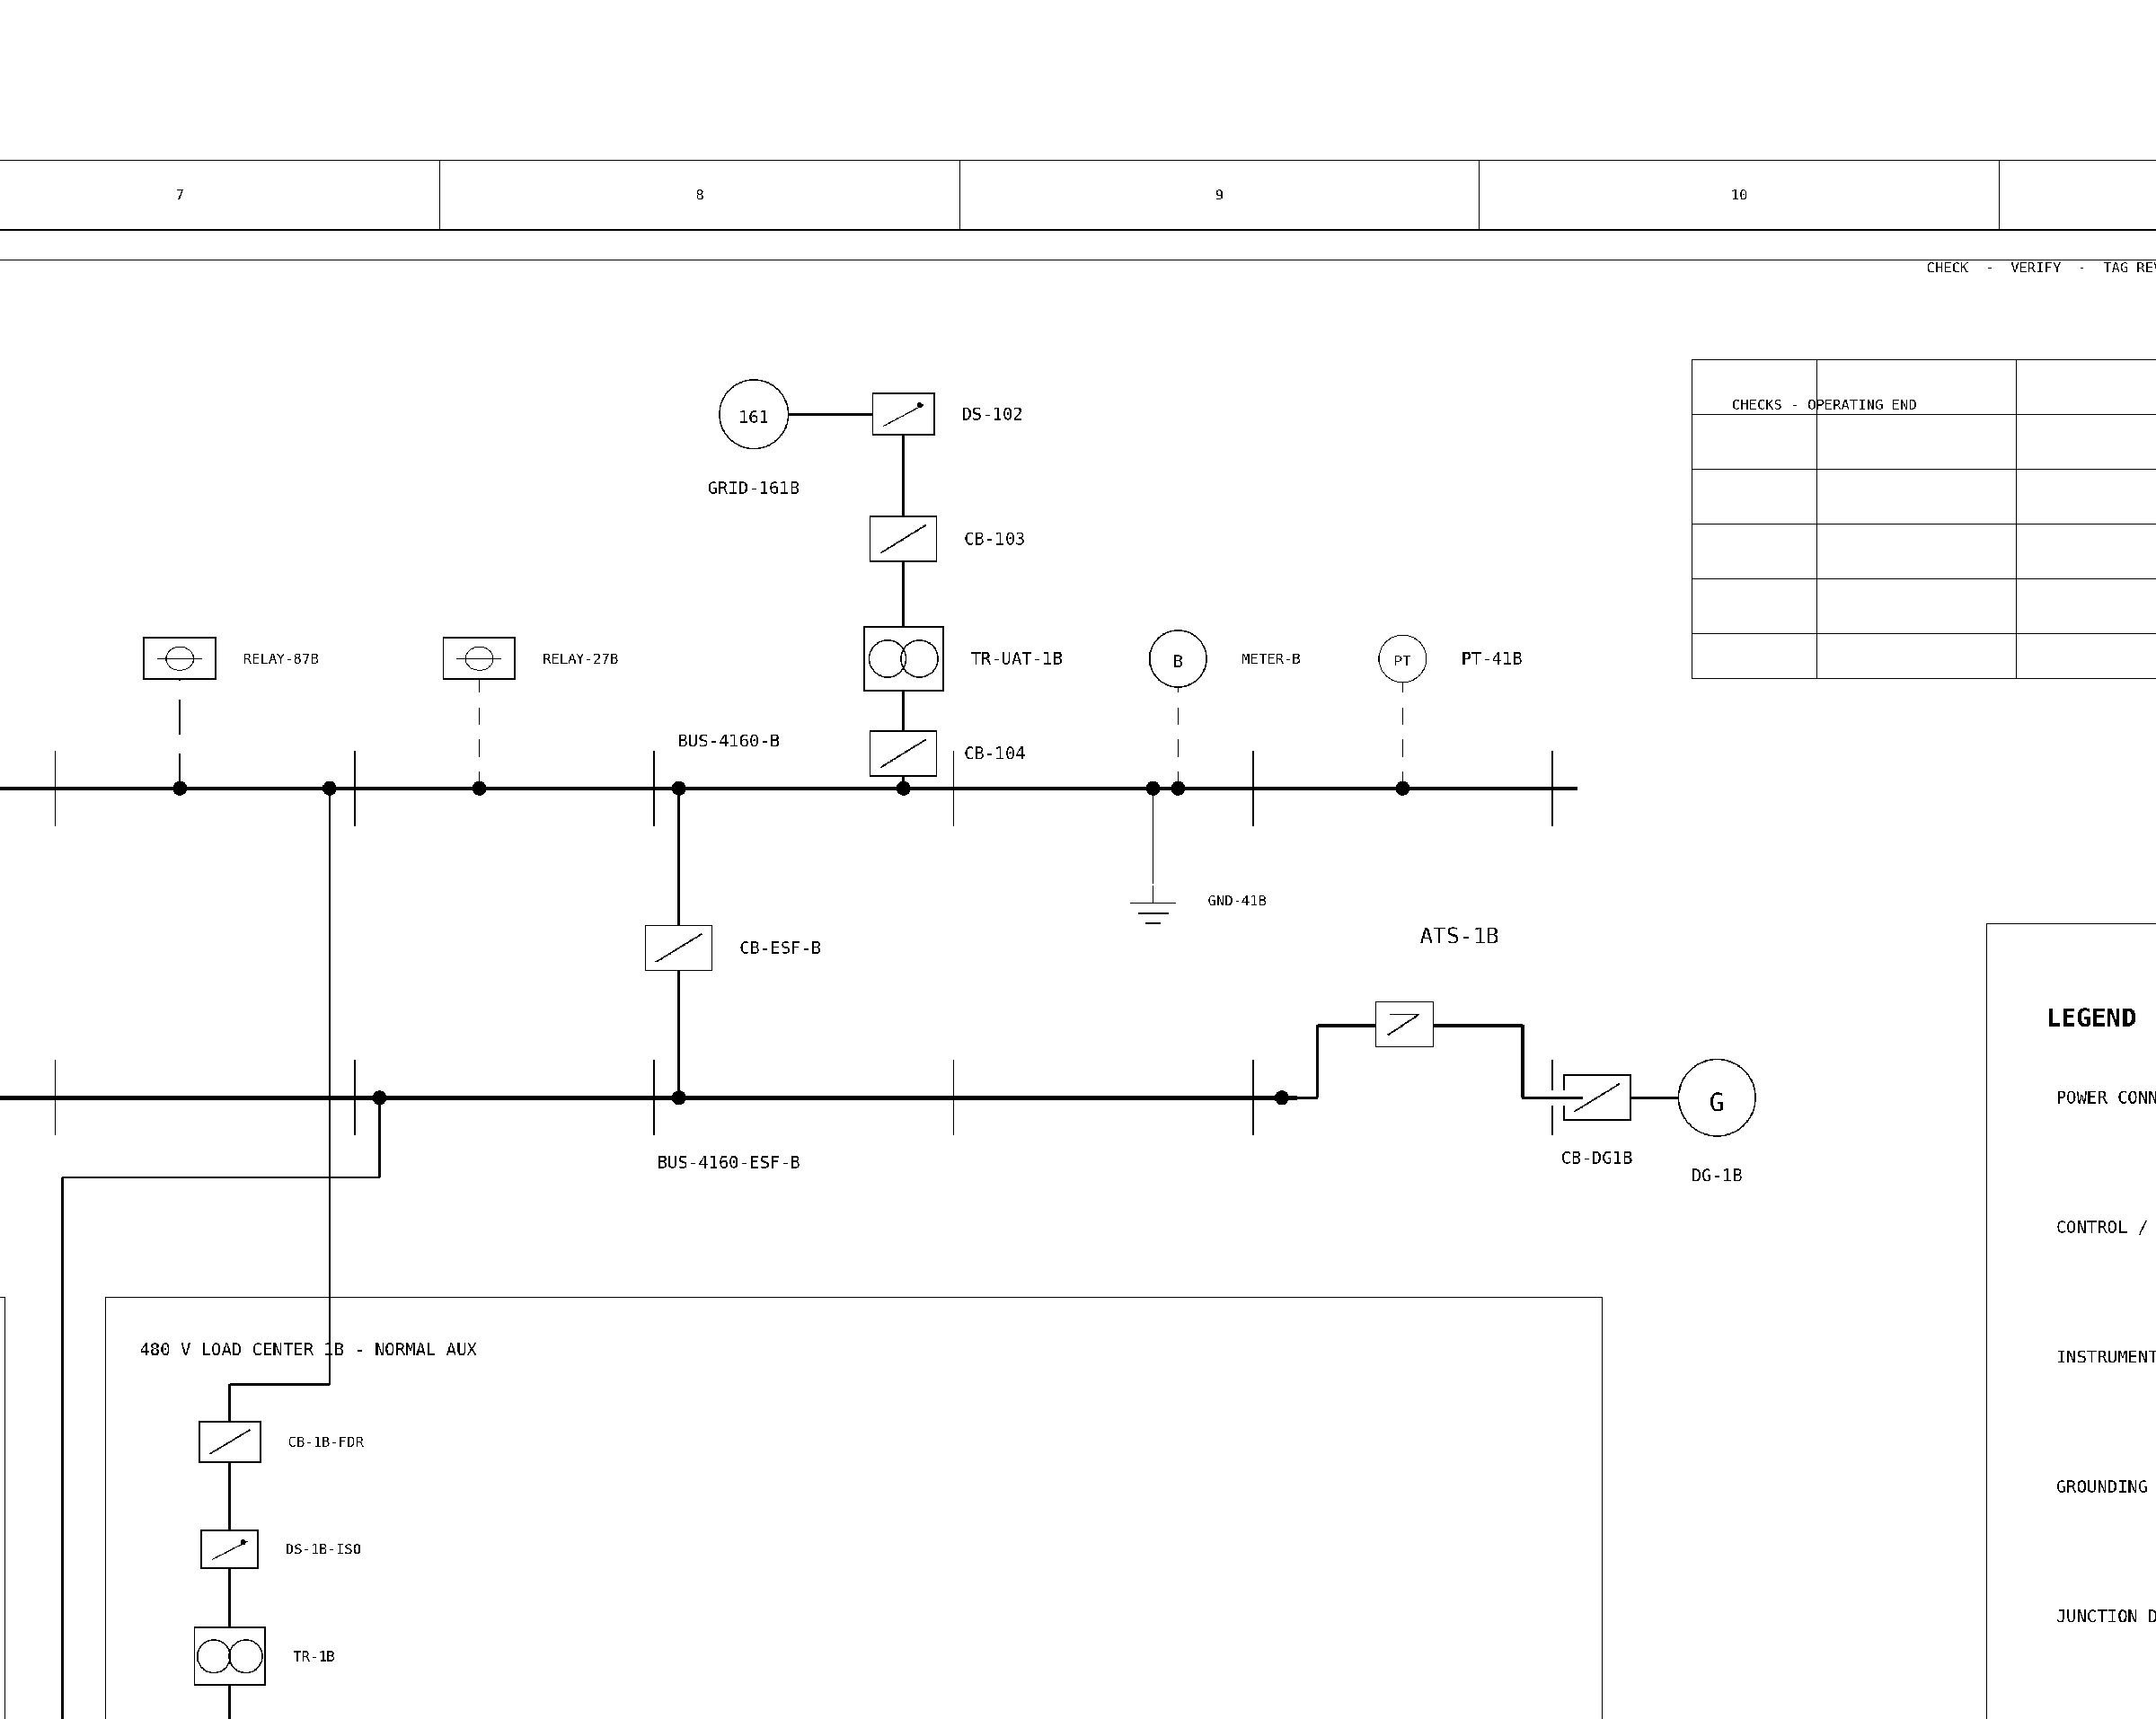 7
8
9
10
CHECK - VERIFY - TAG
161
DS-102
CHECKS - OPERATING END
GRID-161B
CB-103
RELAY-87B
RELAY-27B
TR-UAT-1B
B
METER-B
PT
PT-41B
BUS-4160-B
CB-104
GND-41B
ATS-1B
CB-ESF-B
LEGEND
POWER
G
BUS-4160-ESF-B
CB-DG1B
DG-1B
CONTROL /
480 V LOAD CENTER 1B - NORMAL AUX
INSTRUMENT
CB-1B-FDR
GROUNDING
DS-1B-ISO
JUNCTION
TR-1B